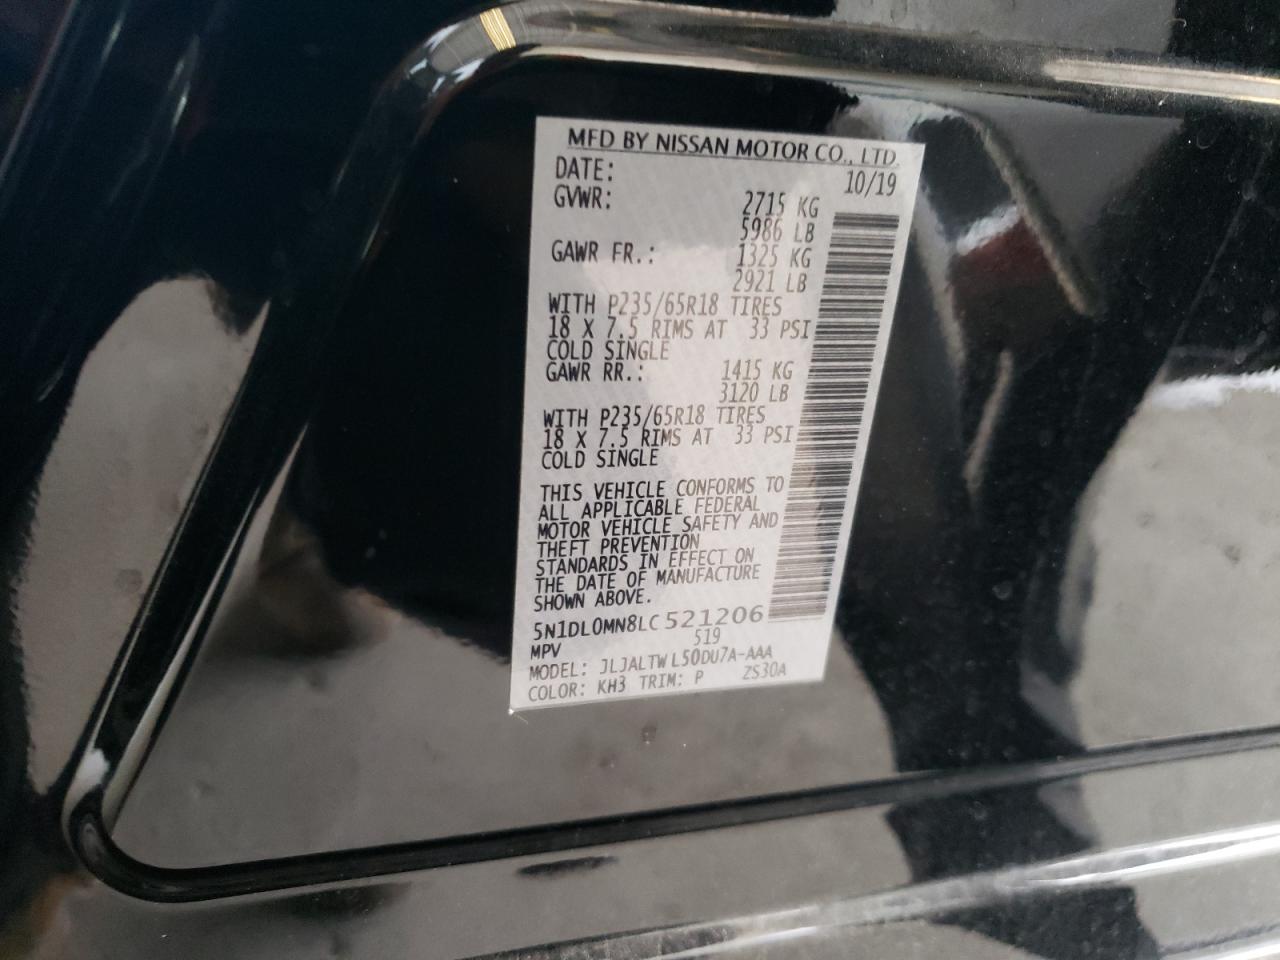 MFD BY NISSAN MOTOR CO., LTD.
DATE: 10/19
GVWR: 2715 KG
5986 LB
GAWR FR.: 1325 KG
2921 LB
WITH P235/65R18 TIRES
18 X 7.5 RIMS AT 33 PSI
COLD SINGLE
GAWR RR.: 1415 KG
3120 LB
WITH P235/65R18 TIRES
18 X 7.5 RIMS AT 33 PSI
COLD SINGLE
THIS VEHICLE CONFORMS TO
ALL APPLICABLE FEDERAL
MOTOR VEHICLE SAFETY AND
THEFT PREVENTION
STANDARDS IN EFFECT ON
THE DATE OF MANUFACTURE
SHOWN ABOVE.
5N1DL0MN8LC521206
MPV 519
MODEL: JLJALTWL50DU7A-AAA
COLOR: KH3 TRIM: P ZS30A